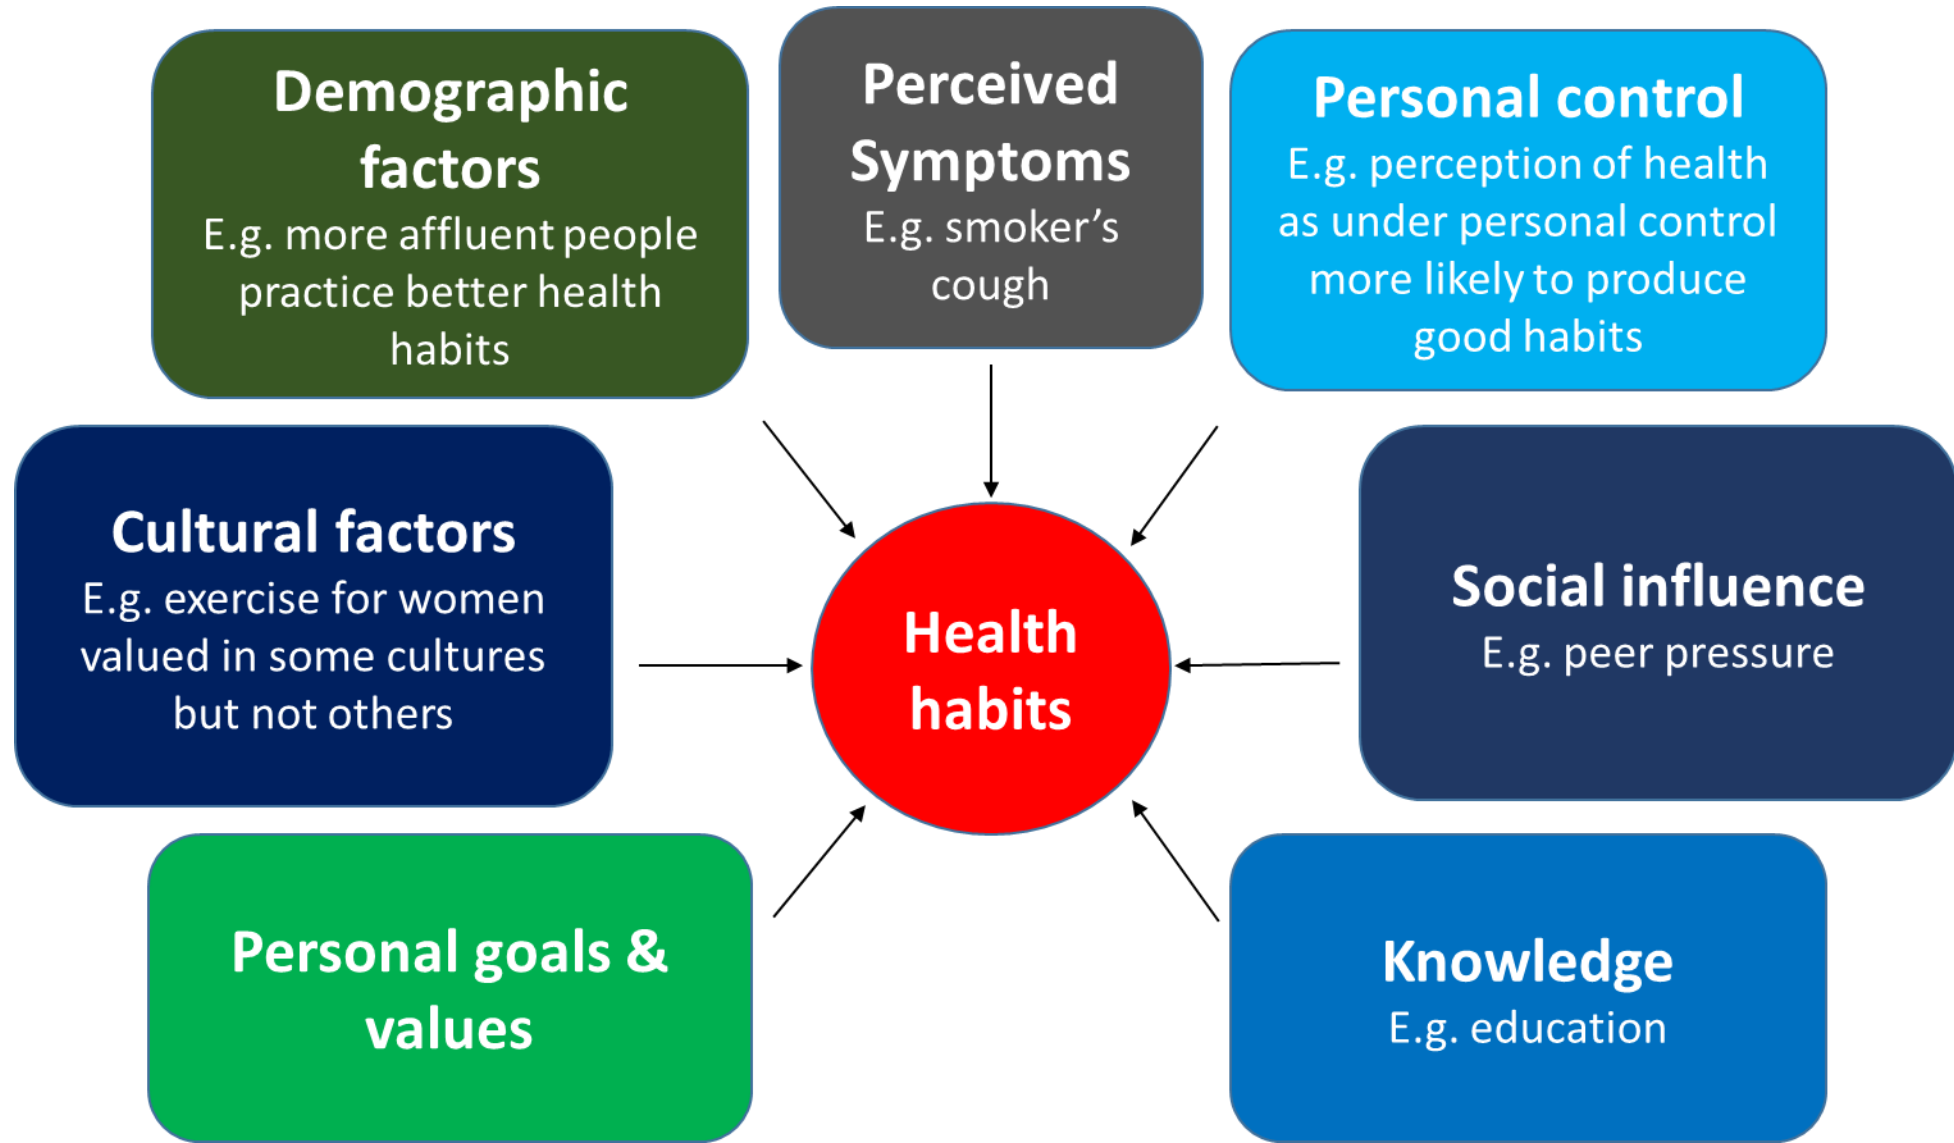 Demographic
factors
E.g. more affluent people
practice better health
habits
Perceived
Symptoms
E.g. smoker’s
cough
Personal control
E.g. perception of health
as under personal control
more likely to produce
good habits
Cultural factors
E.g. exercise for women
valued in some cultures
but not others
Health
habits
Social influence
E.g. peer pressure
Personal goals &
values
Knowledge
E.g. education